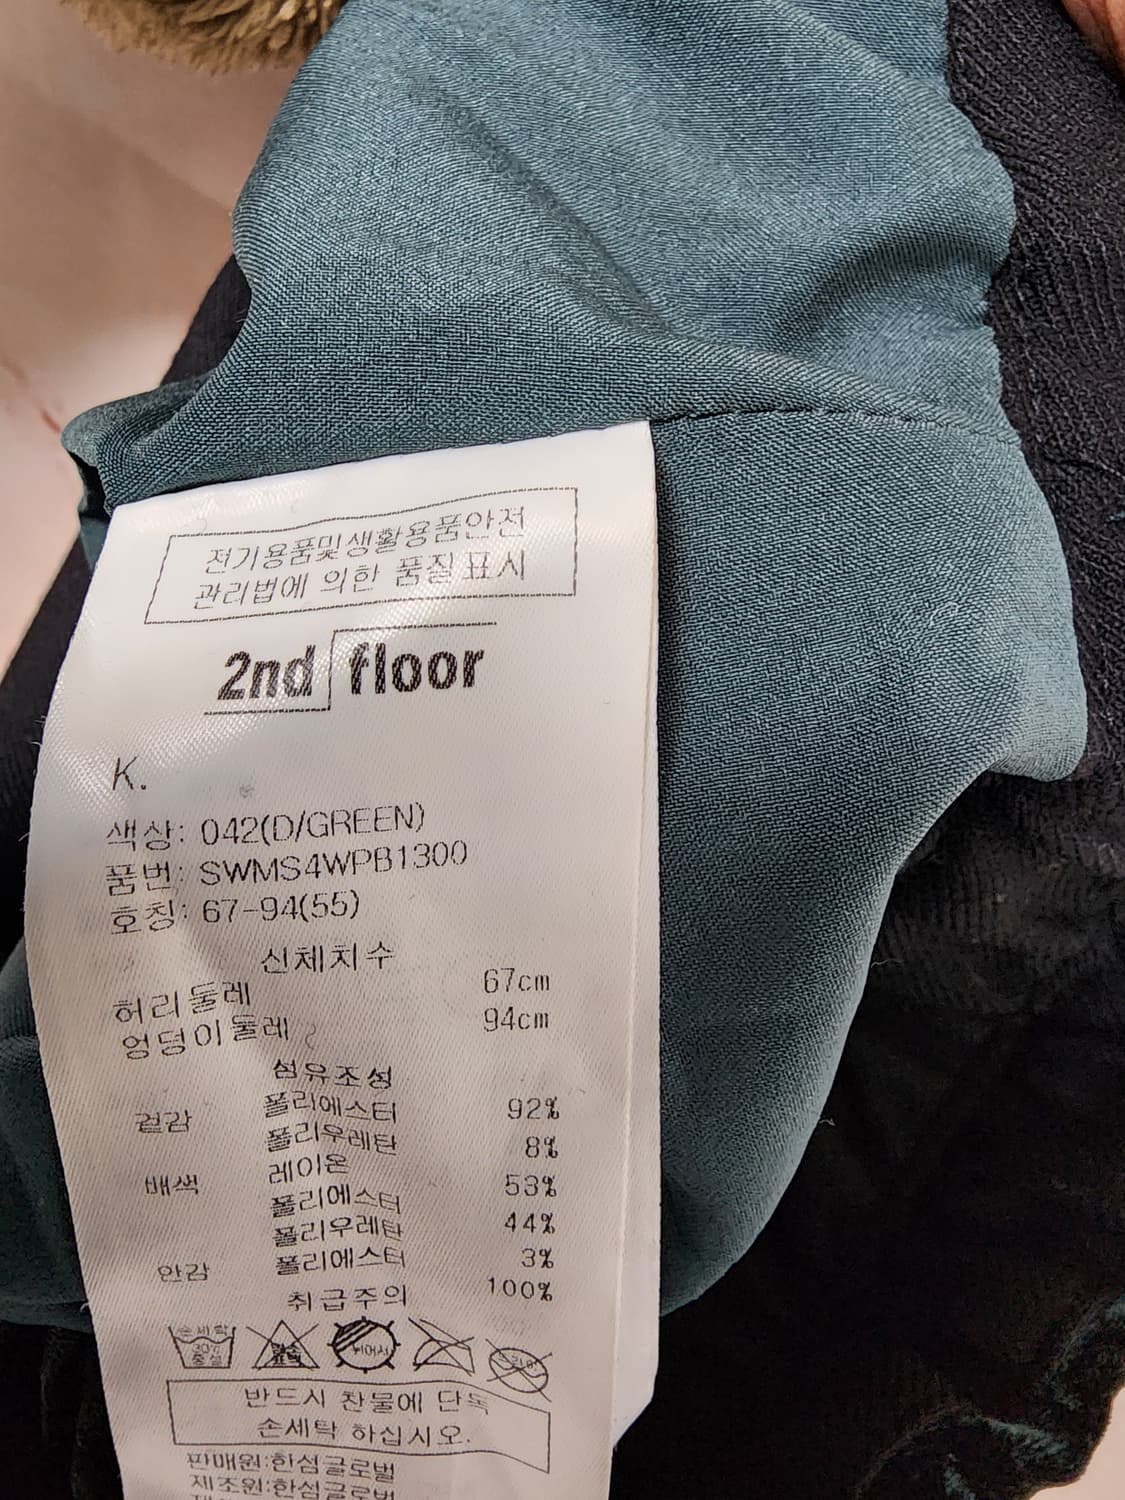 전기용품및생활용품안전
관리법에 의한 품질표시
2nd floor
K.
색상: 042(D/GREEN)
품번: SWMS4WPB1300
호칭: 67-94(55)
신체치수
허리둘레 67cm
엉덩이둘레 94cm
섬유조성
겉감 폴리에스터 92%
폴리우레탄 8%
배색 레이온 53%
폴리에스터 44%
폴리우레탄 3%
안감 폴리에스터 100%
취급주의
손세탁
30℃
중성
반드시 찬물에 단독
손세탁 하십시오.
판매원:한섬글로벌
제조원:한섬글로벌